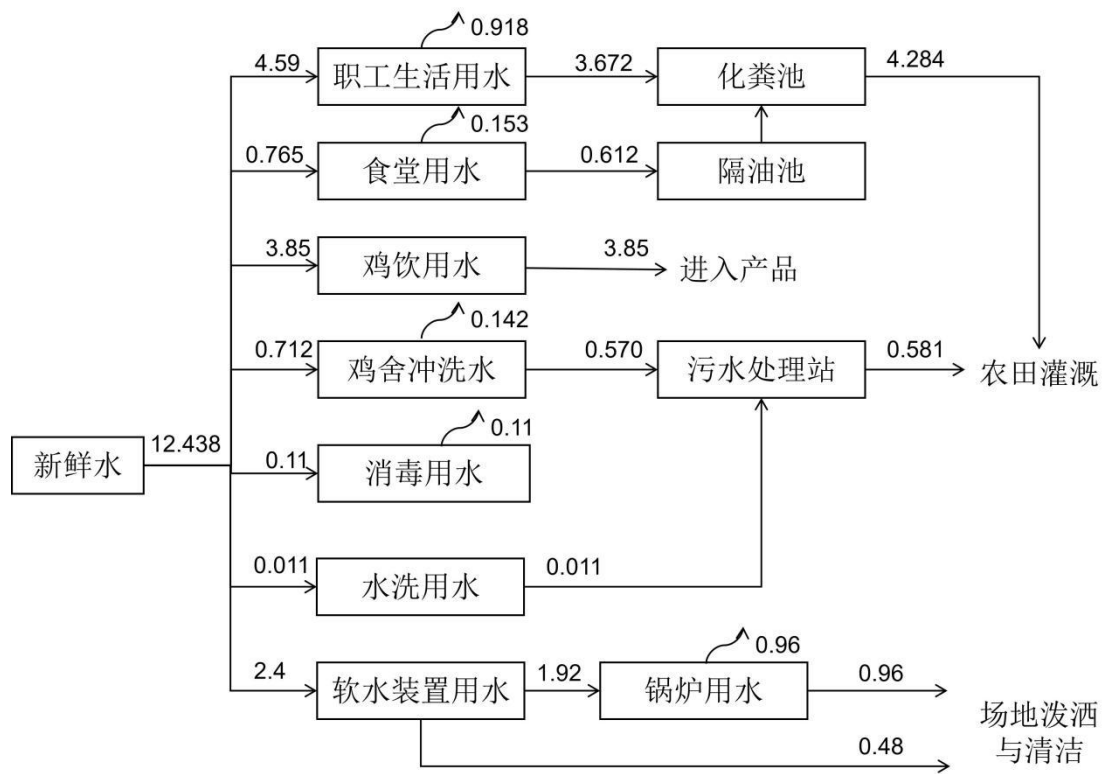 0.918
4.59
职工生活用水
3.672
化粪池
4.284
0.153
0.765
食堂用水
0.612
隔油池
3.85
鸡饮用水
3.85
进入产品
0.142
0.712
鸡舍冲洗水
0.570
污水处理站
0.581
农田灌溉
0.11
新鲜水
12.438
0.11
消毒用水
0.011
水洗用水
0.011
0.96
2.4
软水装置用水
1.92
锅炉用水
0.96
0.48
场地泼洒
与清洁